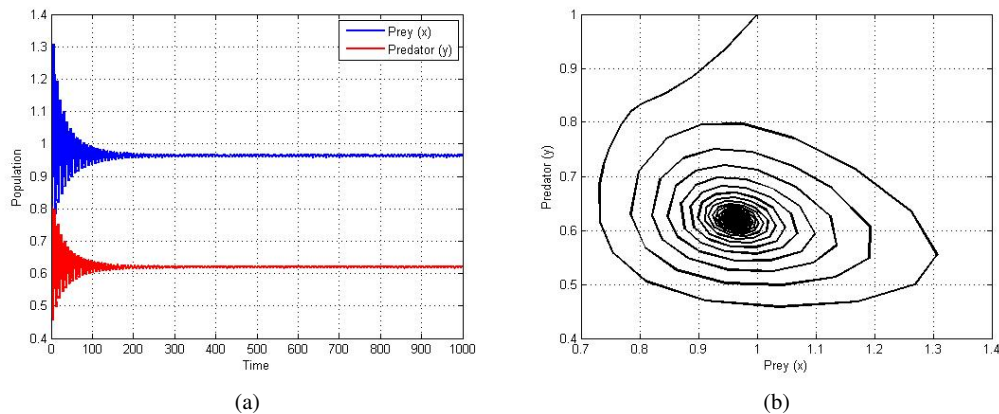 1.4
1.3
1.2
1.1
1
0.9
0.8
0.7
0.6
0.5
0.4
Population
Prey (x)
Predator (y)
0 100 200 300 400 500 600 700 800 900 1000
Time
(a)
1
0.9
0.8
0.7
0.6
0.5
0.4
Predator (y)
0.7 0.8 0.9 1 1.1 1.2 1.3 1.4
Prey (x)
(b)